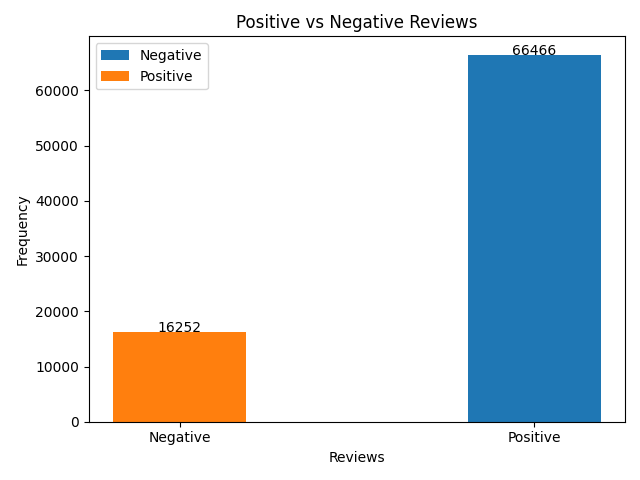 Positive vs Negative Reviews
Negative
Positive
66466
16252
60000
50000
40000
30000
20000
10000
0
Frequency
Negative
Positive
Reviews